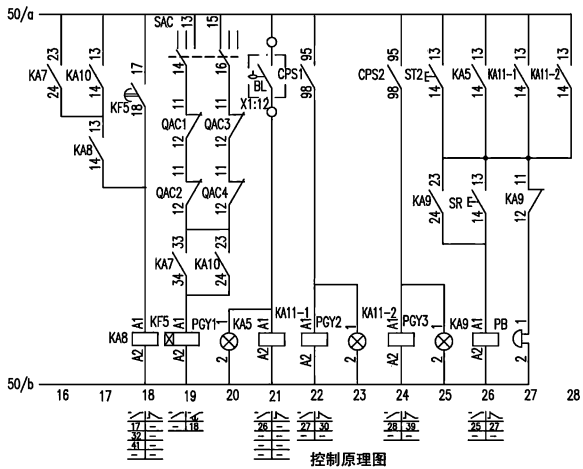 50/a
SAC 13 15
23 13 17 14 16 95 95 13 13 13 13
KA7 KA10 KF5 BL CPS1 CPS2 ST2 KA5 KA11-1 KA11-2
24 14 18 X1:12 98 98 14 14 14 14
11 11
QAC1 QAC3
12 12
13
KA8
14
11 11
QAC2 QAC4
12 12
23 13 11
KA9 SR KA9
24 14 12
33 23
KA7 KA10
34 24
A1 A1 1 A1 A1 1 A1 1 A1 1
KA8 KF5 PGY1 KA5 KA11-1 PGY2 KA11-2 PGY3 KA9 PB
A2 A2 2 A2 A2 2 A2 2 A2 2
50/b
16 17 18 19 20 21 22 23 24 25 26 27 28
17 – – 18 26 – 27 30 28 39 25 27
32 –
41 –
控制原理图